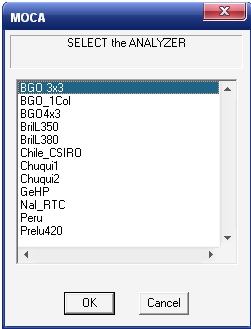 MOCA
SELECT the ANALYZER
BGO 3x3
BGO_1Col
BGO4x3
BrilL350
BrilL380
Chile_CSIRO
Chuqui1
Chuqui2
GeHP
NaI_RTC
Peru
Prelu420
OK
Cancel